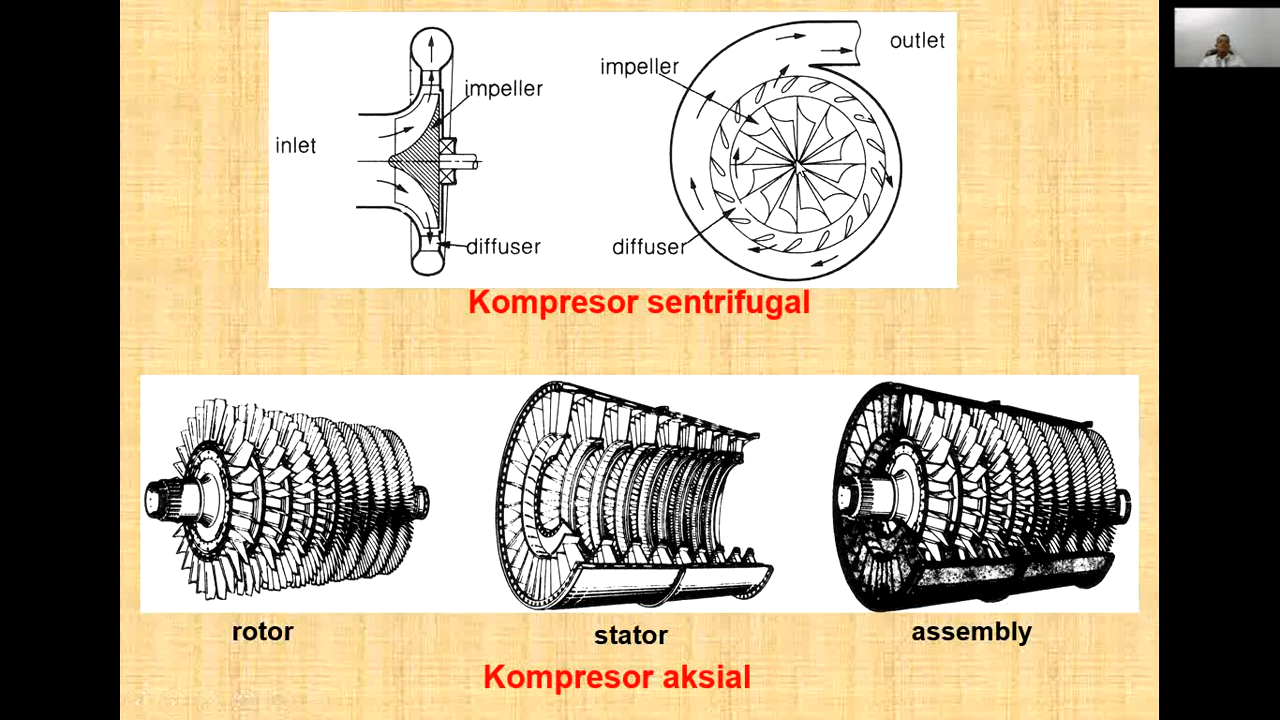 outlet
impeller
impeller
inlet
diffuser
diffuser
Kompresor sentrifugal
rotor
stator
assembly
Kompresor aksial